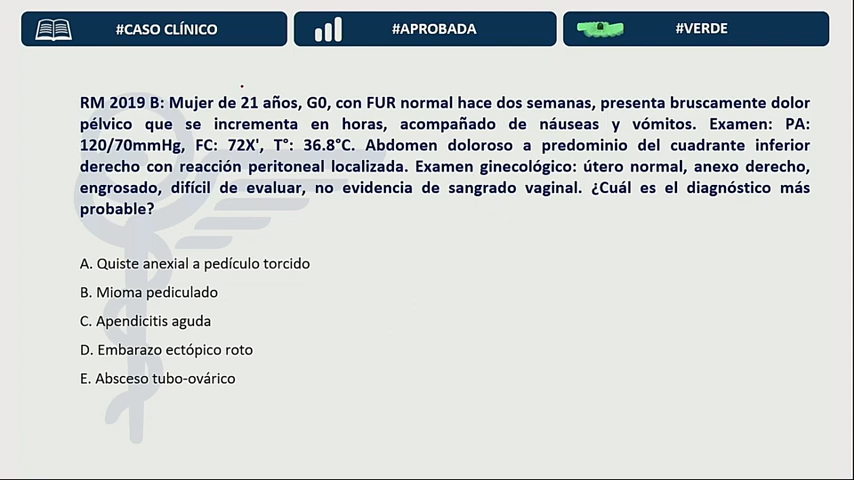 #CASO CLÍNICO
#APROBADA
#VERDE
RM 2019 B: Mujer de 21 años, G0, con FUR normal hace dos semanas, presenta bruscamente dolor
pélvico que se incrementa en horas, acompañado de náuseas y vómitos. Examen: PA:
120/70mmHg, FC: 72X', T°: 36.8°C. Abdomen doloroso a predominio del cuadrante inferior
derecho con reacción peritoneal localizada. Examen ginecológico: útero normal, anexo derecho,
engrosado, difícil de evaluar, no evidencia de sangrado vaginal. ¿Cuál es el diagnóstico más
probable?
A. Quiste anexial a pedículo torcido
B. Mioma pediculado
C. Apendicitis aguda
D. Embarazo ectópico roto
E. Absceso tubo-ovárico